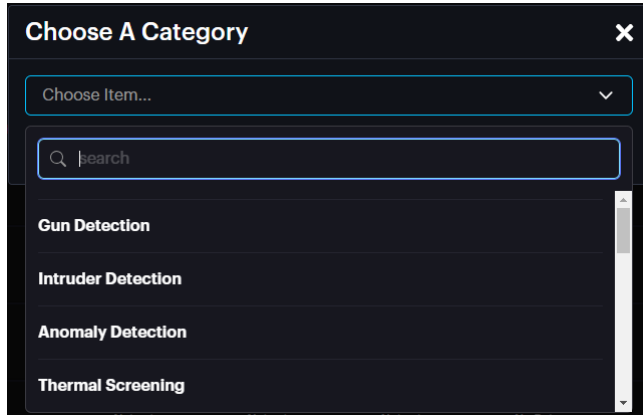 Choose A Category
Choose Item...
search
Gun Detection
Intruder Detection
Anomaly Detection
Thermal Screening